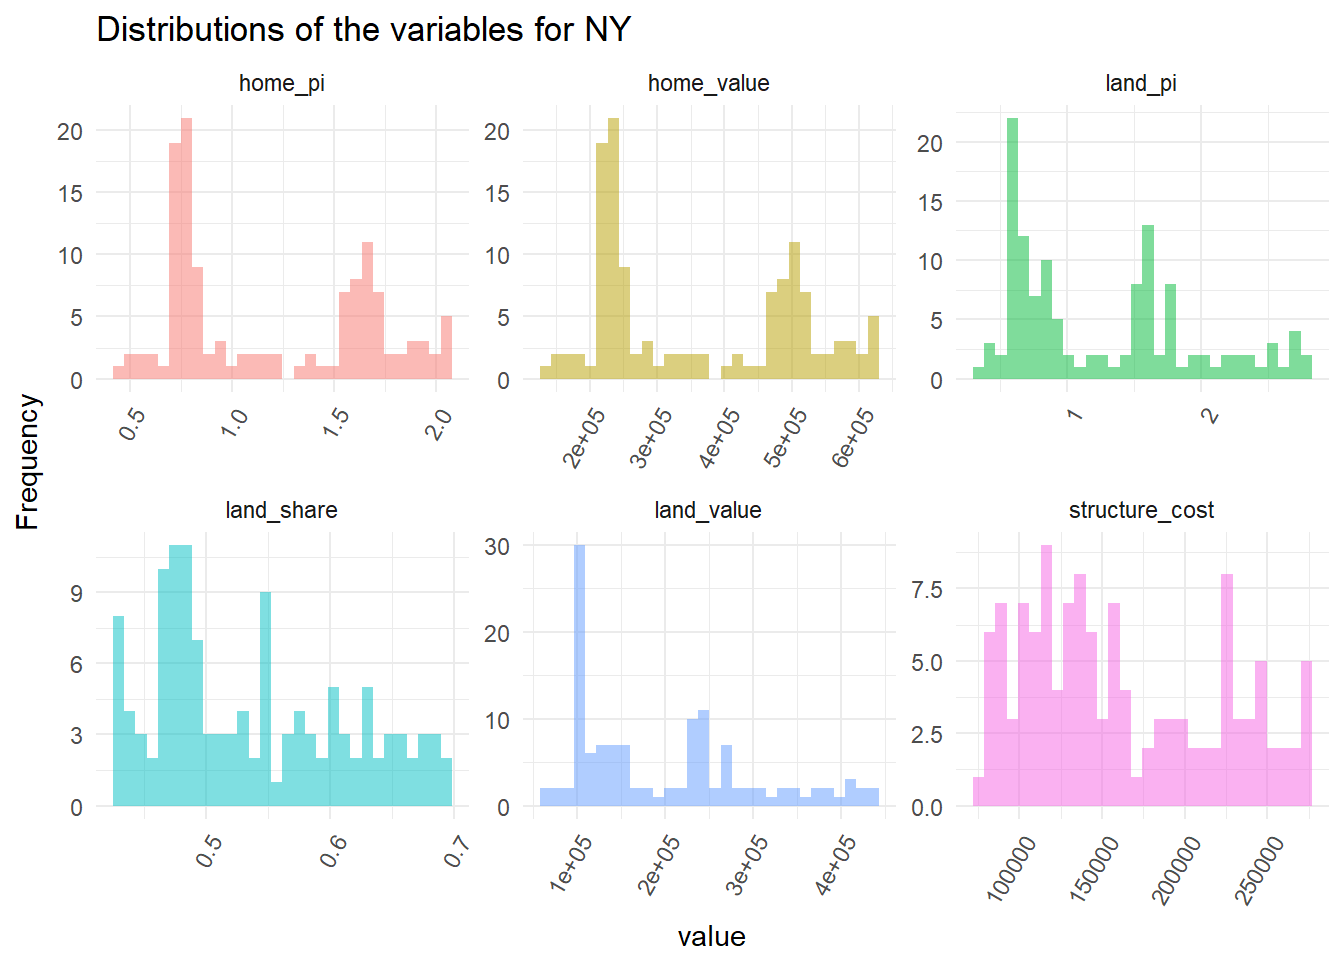 Distributions of the variables for NY
home_pi
home_value
land_pi
20
15
10
5
0
0.5
1.0
1.5
2.0
20
15
10
5
0
2e+05
3e+05
4e+05
5e+05
6e+05
20
15
10
5
0
1
2
Frequency
land_share
land_value
structure_cost
9
6
3
0
0.5
0.6
0.7
30
20
10
0
1e+05
2e+05
3e+05
4e+05
7.5
5.0
2.5
0.0
100000
150000
200000
250000
value